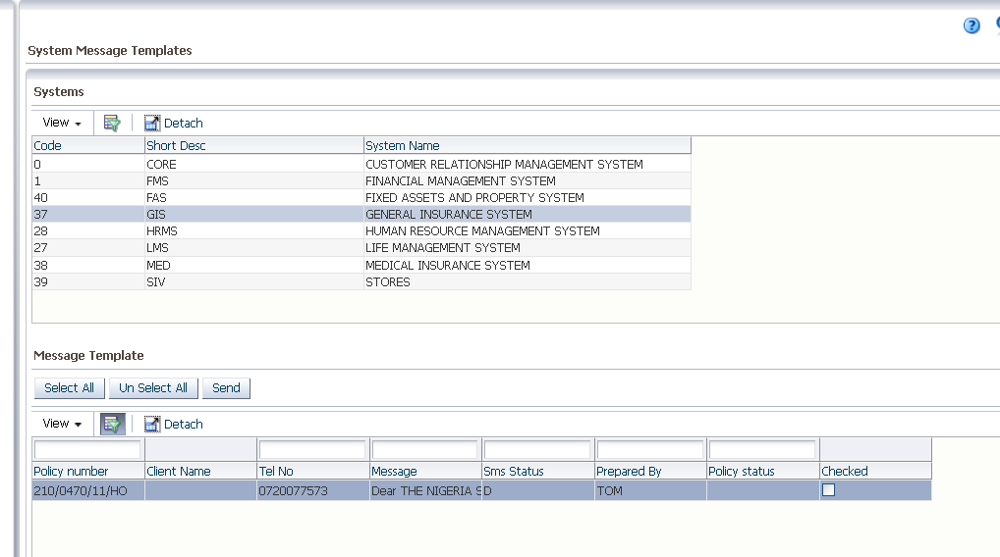 System Message Templates
Systems
View Detach
Code Short Desc System Name
0 CORE CUSTOMER RELATIONSHIP MANAGEMENT SYSTEM
1 FMS FINANCIAL MANAGEMENT SYSTEM
40 FAS FIXED ASSETS AND PROPERTY SYSTEM
37 GIS GENERAL INSURANCE SYSTEM
28 HRMS HUMAN RESOURCE MANAGEMENT SYSTEM
27 LMS LIFE MANAGEMENT SYSTEM
38 MED MEDICAL INSURANCE SYSTEM
39 SIV STORES
Message Template
Select All Un Select All Send
View Detach
Policy number Client Name Tel No Message Sms Status Prepared By Policy status Checked
210/0470/11/HO 0720077573 Dear THE NIGERIA S D TOM